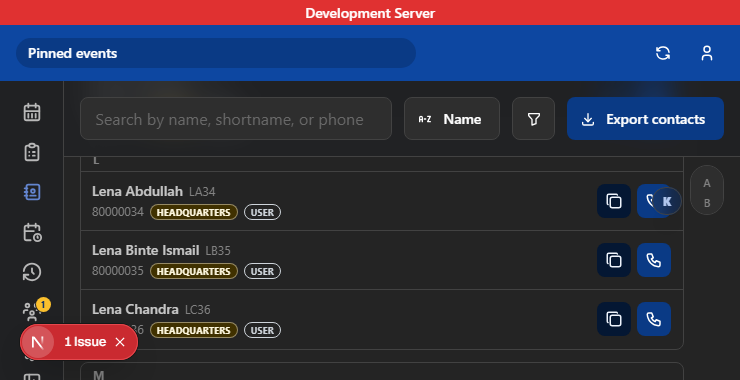 Development Server
Pinned events
Search by name, shortname, or phone
A-Z Name
Export contacts
L
Lena Abdullah LA34
80000034 HEADQUARTERS USER
K
A
B
Lena Binte Ismail LB35
80000035 HEADQUARTERS USER
Lena Chandra LC36
36 HEADQUARTERS USER
1
N 1 Issue
M